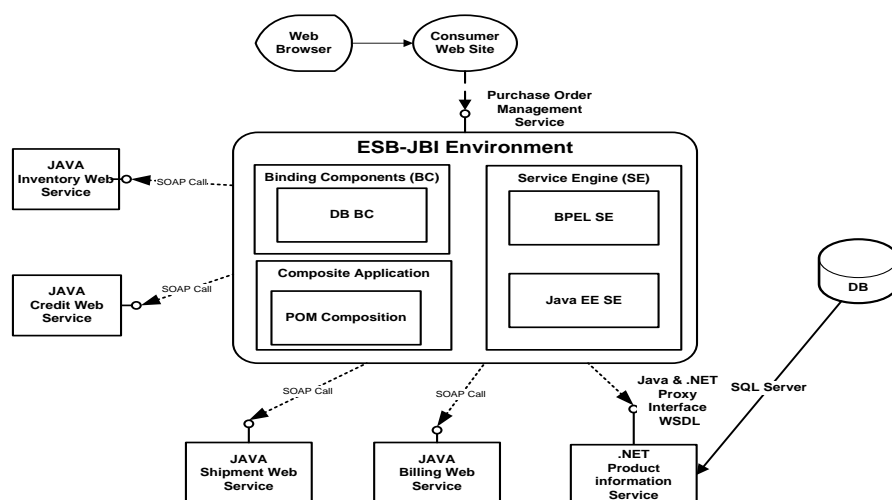 Web
Browser
Consumer
Web Site
Purchase Order
Management
Service
ESB-JBI Environment
JAVA
Inventory Web
Service
SOAP Call
Binding Components (BC)
DB BC
Service Engine (SE)
BPEL SE
Composite Application
POM Composition
Java EE SE
JAVA
Credit Web
Service
SOAP Call
DB
SOAP Call
SOAP Call
Java & .NET
Proxy
Interface
WSDL
SQL Server
JAVA
Shipment Web
Service
JAVA
Billing Web
Service
.NET
Product
information
Service